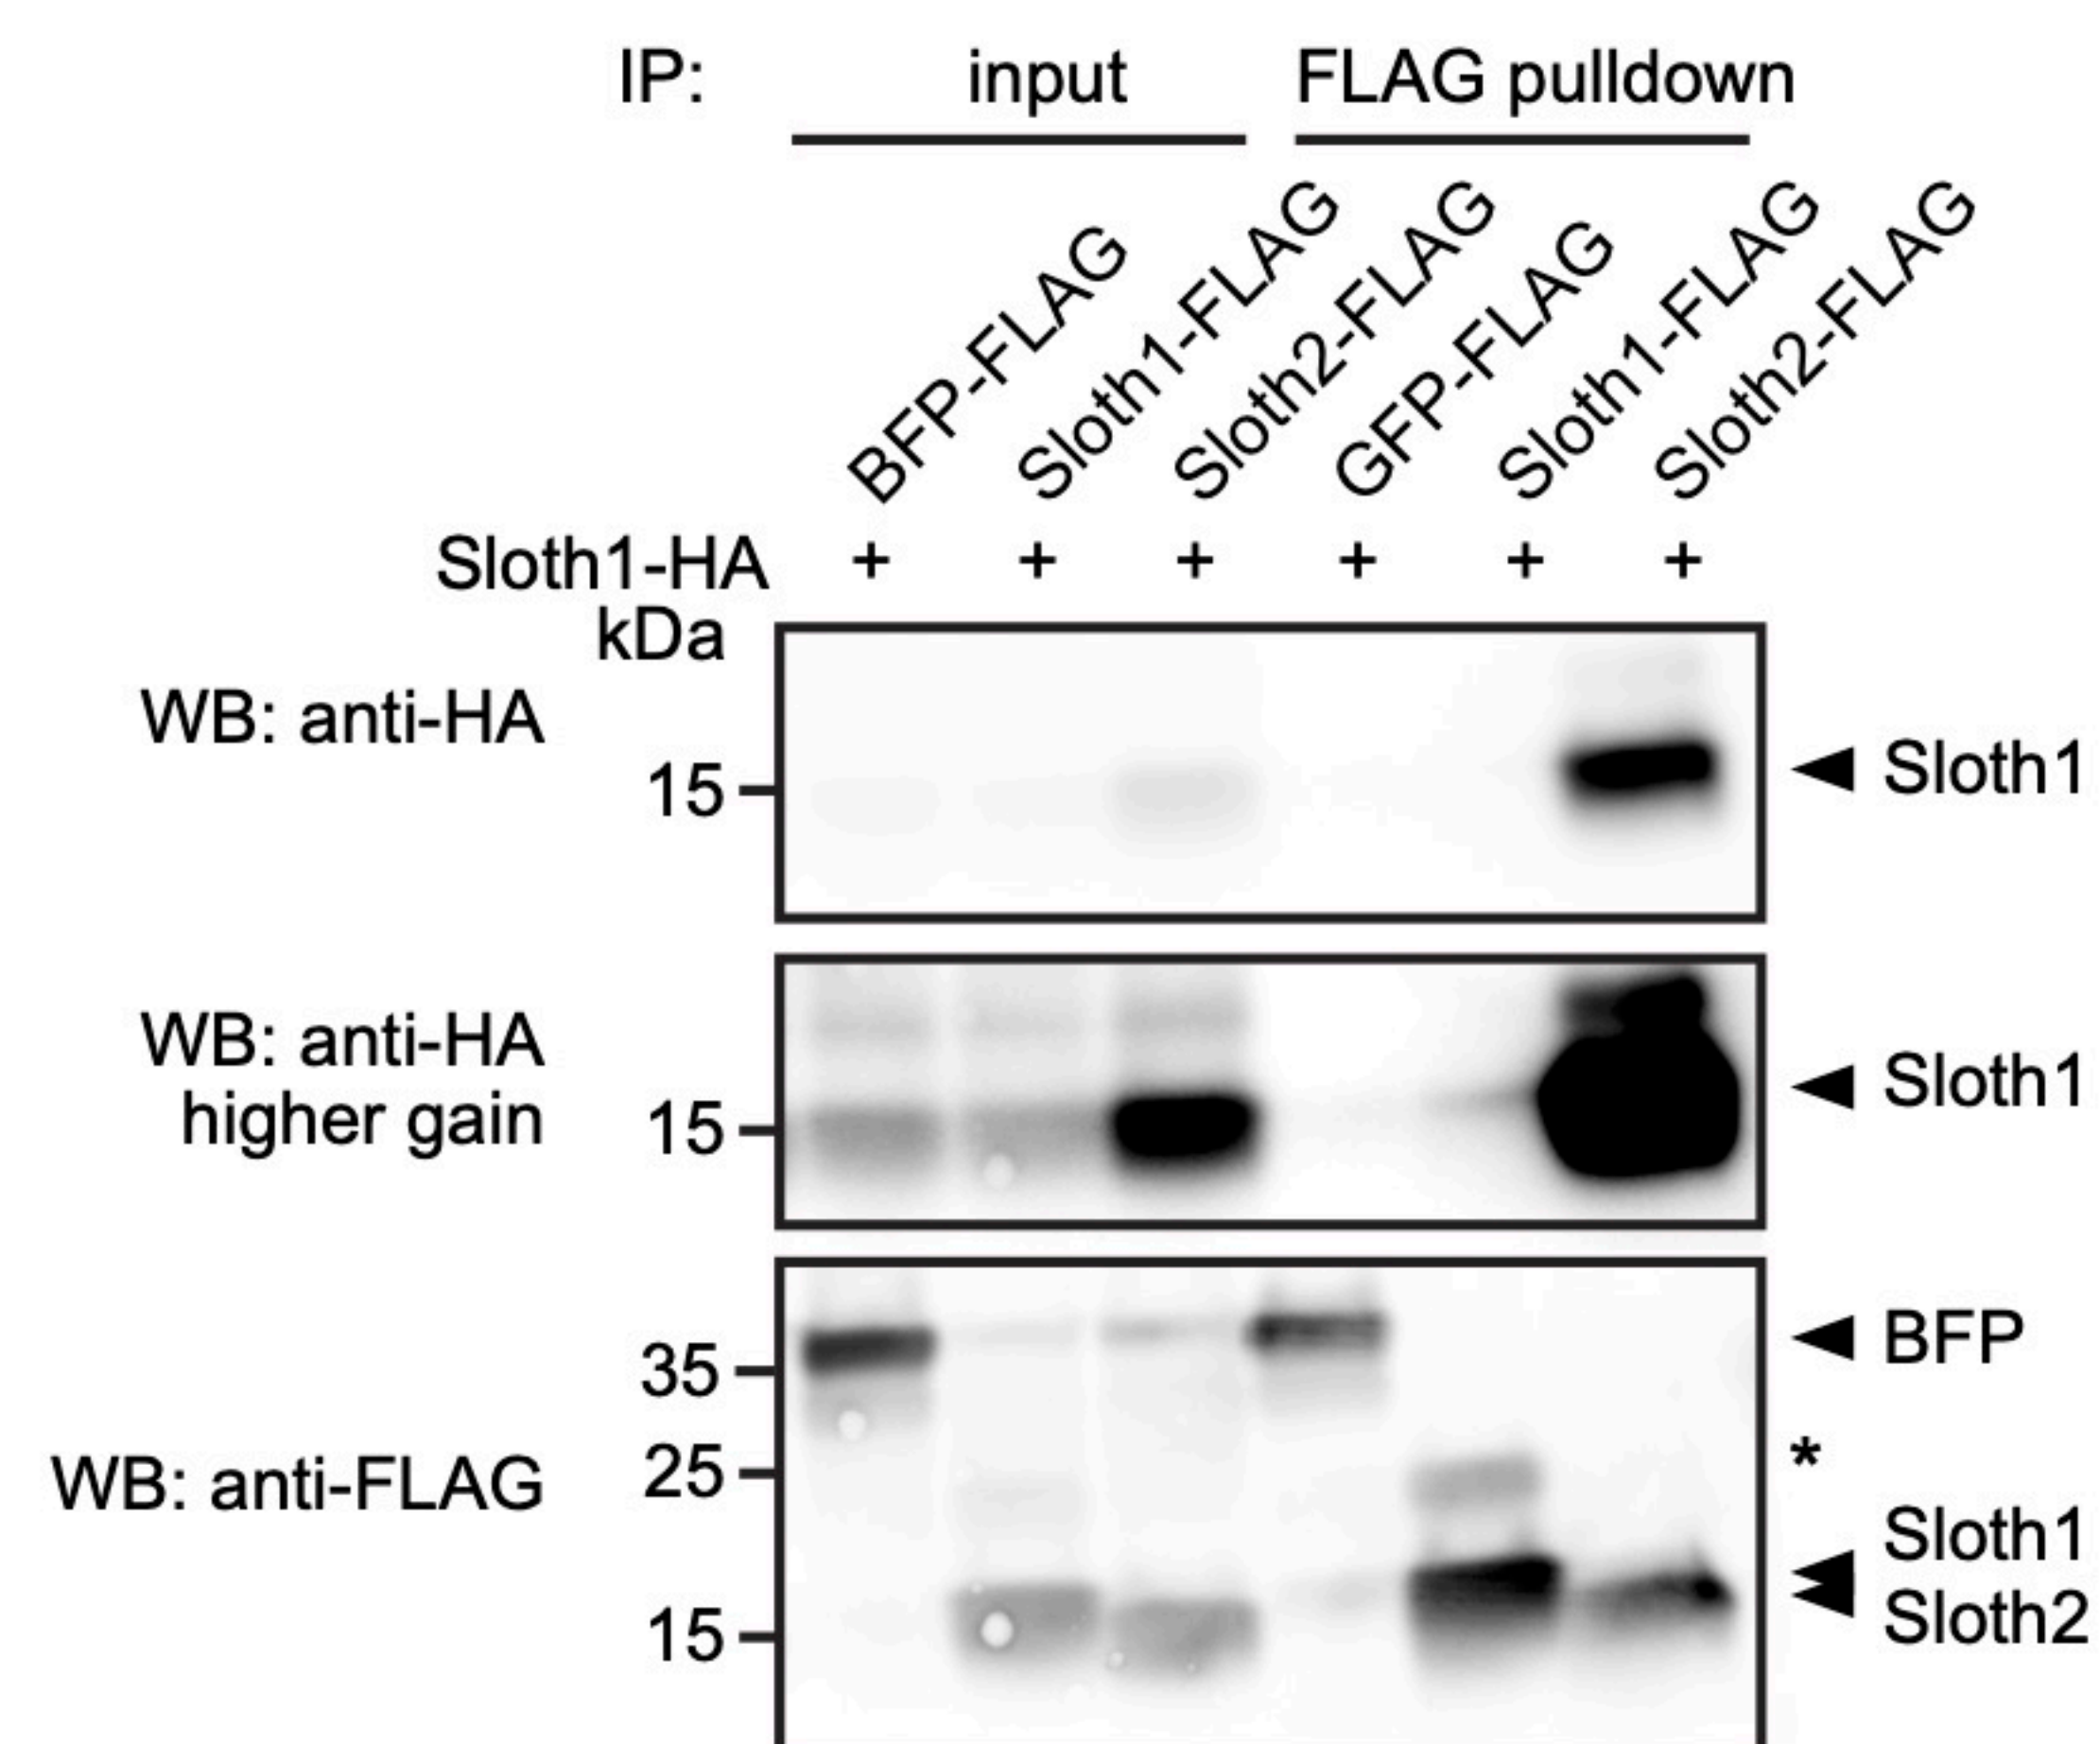 IP: input FLAG pulldown
BFP-FLAG Sloth1-FLAG Sloth2-FLAG GFP-FLAG Sloth1-FLAG Sloth2-FLAG
Sloth1-HA + + + + + +
kDa
WB: anti-HA
15
Sloth1
WB: anti-HA
higher gain
15
Sloth1
BFP
35
25
*
WB: anti-FLAG
Sloth1
15
Sloth2